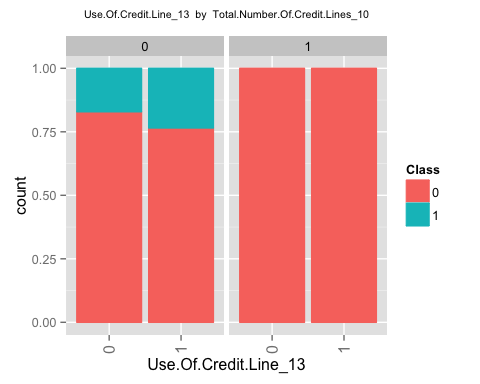 Use.Of.Credit.Line_13 by Total.Number.Of.Credit.Lines_10
0 1
1.00
0.75
0.50
0.25
0.00
count
0 1 0 1
Use.Of.Credit.Line_13
Class
0
1